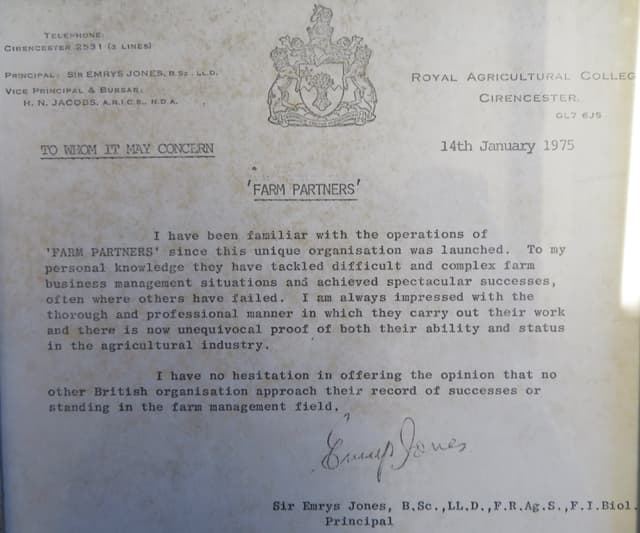 TELEPHONE:
CIRENCESTER 2531 (3 LINES)
PRINCIPAL: SIR EMRYS JONES, B.SC., LL.D.
VICE PRINCIPAL & BURSAR:
H. N. JACOBS, A.R.I.C.S., N.D.A.
ROYAL AGRICULTURAL COLLEG
CIRENCESTER.
GL7 6JS
TO WHOM IT MAY CONCERN
14th January 1975
'FARM PARTNERS'
I have been familiar with the operations of
'FARM PARTNERS' since this unique organisation was launched. To my
personal knowledge they have tackled difficult and complex farm
business management situations and achieved spectacular successes,
often where others have failed. I am always impressed with the
thorough and professional manner in which they carry out their work
and there is now unequivocal proof of both their ability and status
in the agricultural industry.
I have no hesitation in offering the opinion that no
other British organisation approach their record of successes or
standing in the farm management field.
Emrys Jones
Sir Emrys Jones, B.Sc.,LL.D.,F.R.Ag.S.,F.I.Biol.
Principal